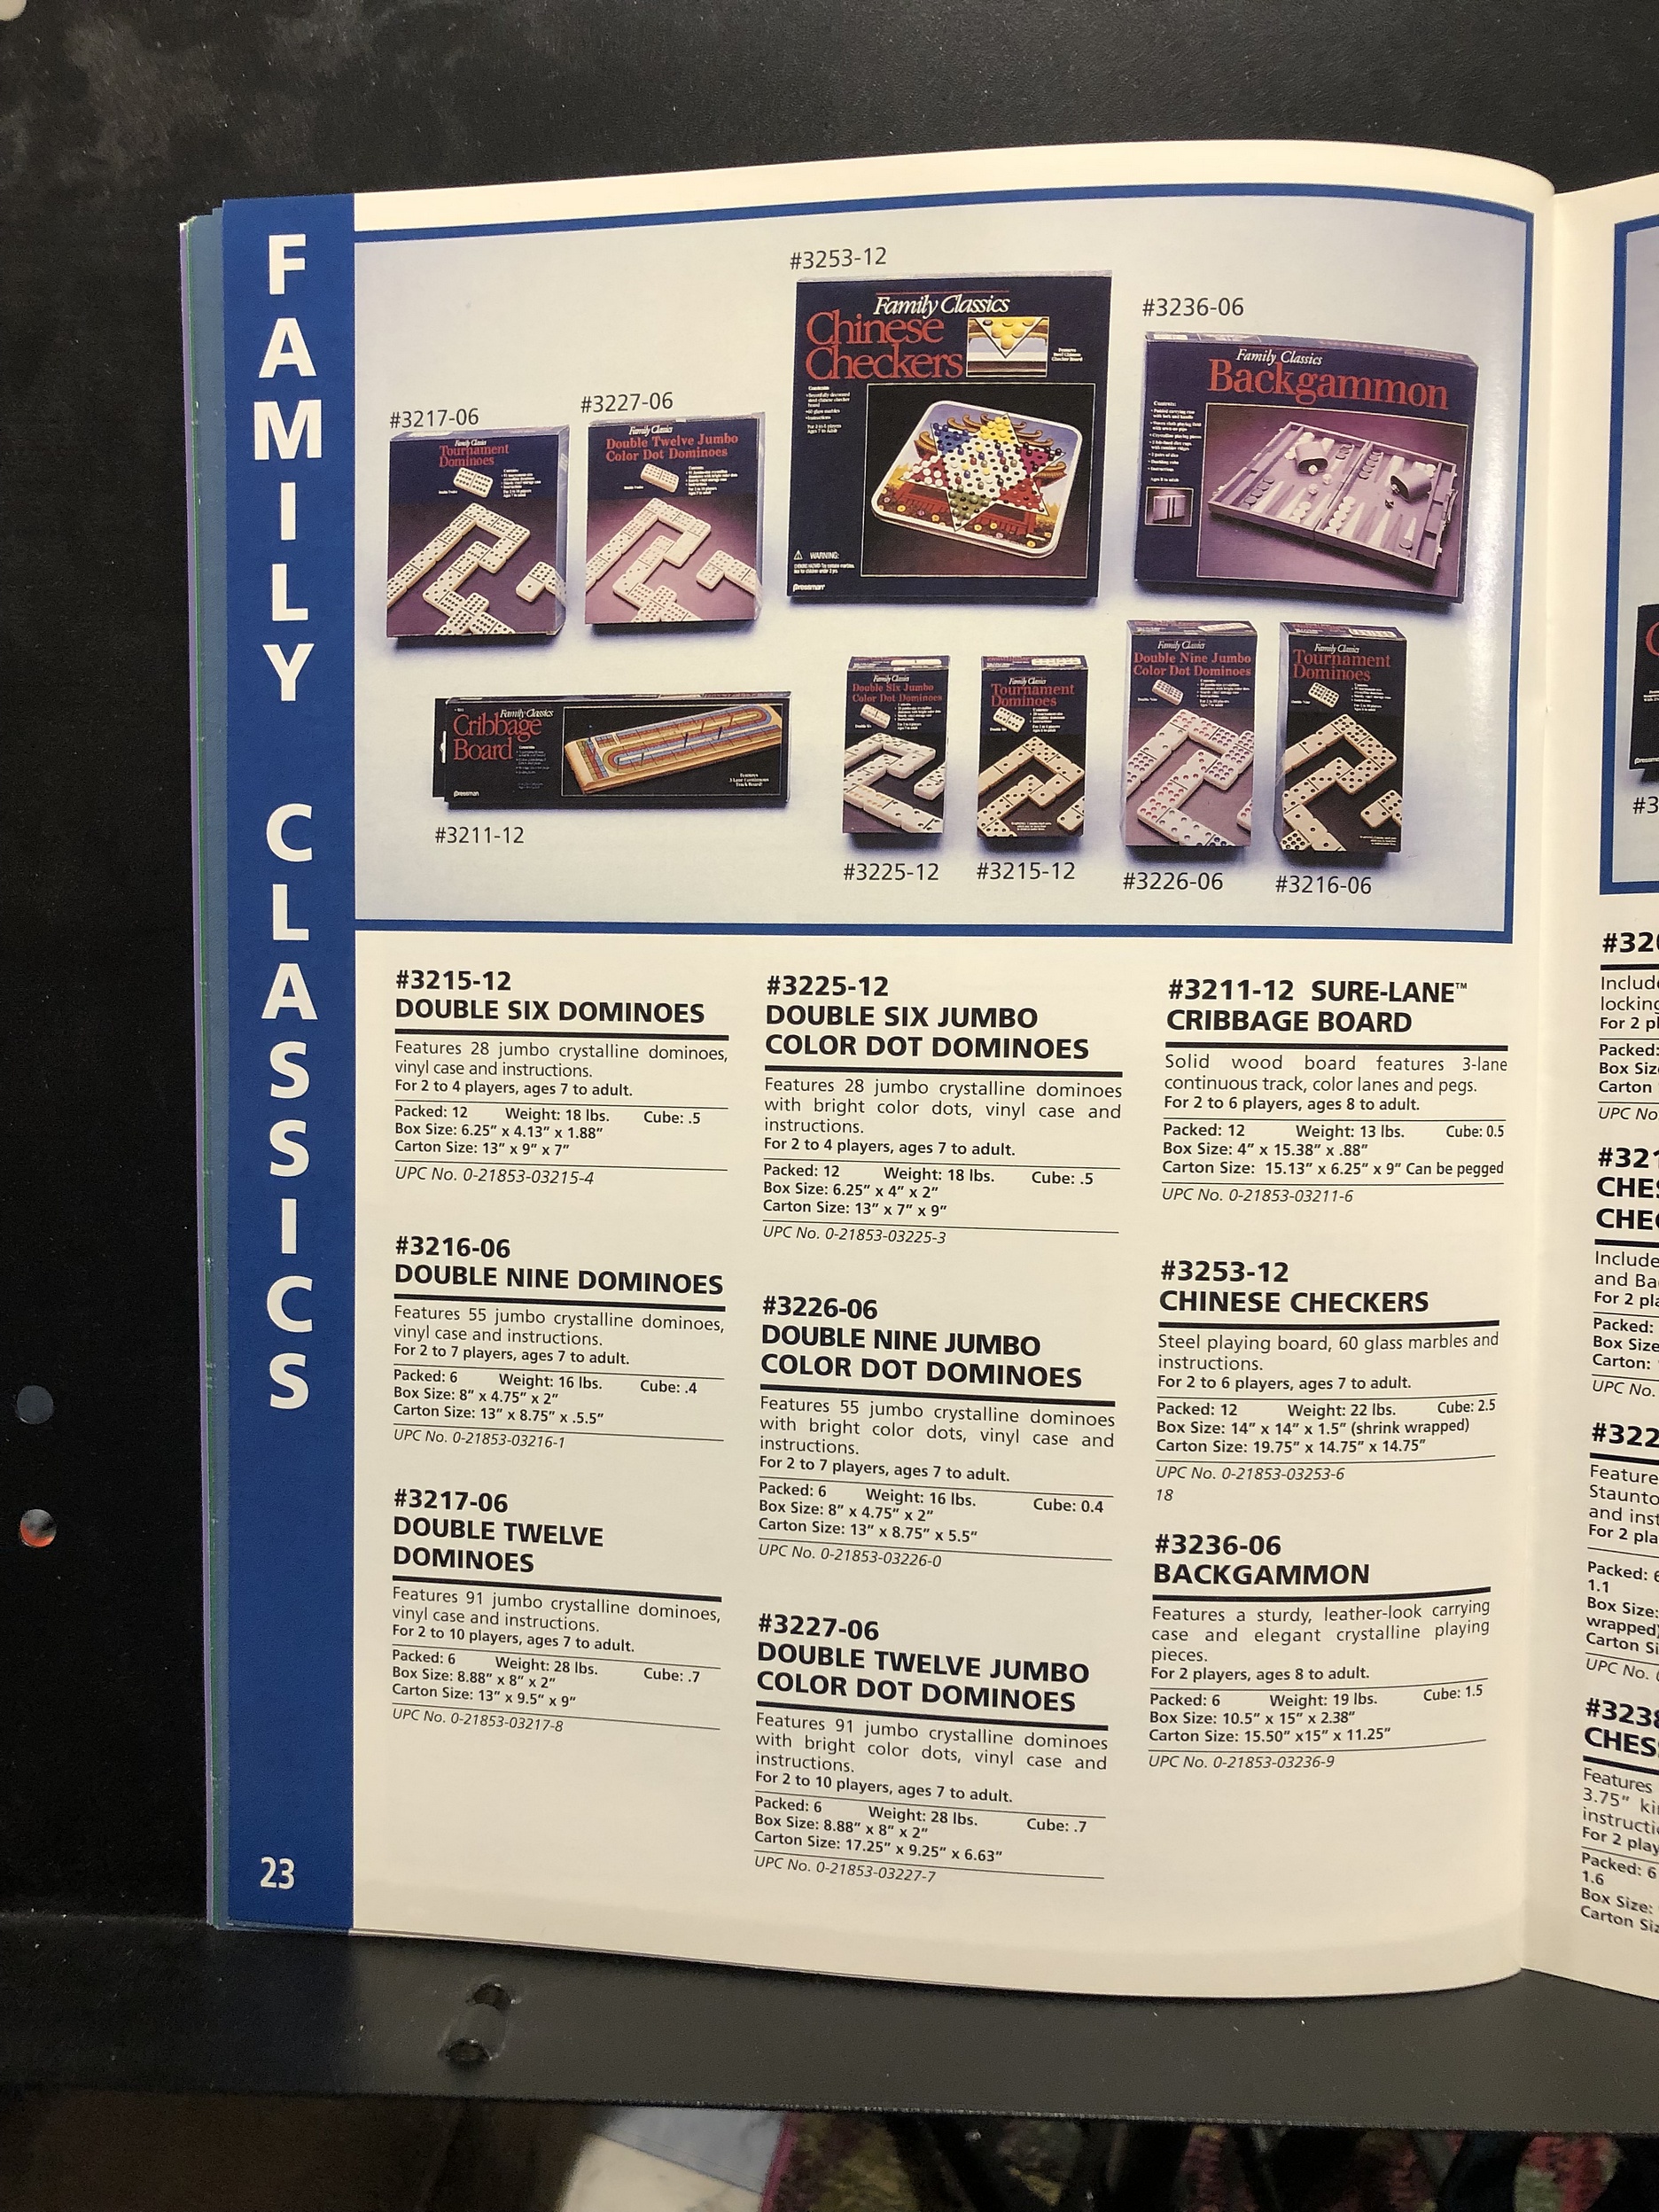 FAMILY CLASSICS
#3253-12
#3236-06
#3217-06
#3227-06
Family Classics
Chinese
Checkers
WARNING:
Pressman
Family Classics
Backgammon
Contents:
Family Classics
Tournament
Dominoes
Family Classics
Double Twelve Jumbo
Color Dot Dominoes
Family Classics
Cribbage
Board
Features
3 Lane Continuous
Track Board!
Pressman
Family Classics
Double Six Jumbo
Color Dot Dominoes
Family Classics
Tournament
Dominoes
Family Classics
Double Nine Jumbo
Color Dot Dominoes
Family Classics
Tournament
Dominoes
#3211-12
#3225-12
#3215-12
#3226-06
#3216-06
#3215-12
DOUBLE SIX DOMINOES
Features 28 jumbo crystalline dominoes,
vinyl case and instructions.
For 2 to 4 players, ages 7 to adult.
Packed: 12 Weight: 18 lbs. Cube: .5
Box Size: 6.25" x 4.13" x 1.88"
Carton Size: 13" x 9" x 7"
UPC No. 0-21853-03215-4
#3216-06
DOUBLE NINE DOMINOES
Features 55 jumbo crystalline dominoes,
vinyl case and instructions.
For 2 to 7 players, ages 7 to adult.
Packed: 6 Weight: 16 lbs. Cube: .4
Box Size: 8" x 4.75" x 2"
Carton Size: 13" x 8.75" x .5.5"
UPC No. 0-21853-03216-1
#3217-06
DOUBLE TWELVE
DOMINOES
Features 91 jumbo crystalline dominoes,
vinyl case and instructions.
For 2 to 10 players, ages 7 to adult.
Packed: 6 Weight: 28 lbs. Cube: .7
Box Size: 8.88" x 8" x 2"
Carton Size: 13" x 9.5" x 9"
UPC No. 0-21853-03217-8
#3225-12
DOUBLE SIX JUMBO
COLOR DOT DOMINOES
Features 28 jumbo crystalline dominoes
with bright color dots, vinyl case and
instructions.
For 2 to 4 players, ages 7 to adult.
Packed: 12 Weight: 18 lbs. Cube: .5
Box Size: 6.25" x 4" x 2"
Carton Size: 13" x 7" x 9"
UPC No. 0-21853-03225-3
#3226-06
DOUBLE NINE JUMBO
COLOR DOT DOMINOES
Features 55 jumbo crystalline dominoes
with bright color dots, vinyl case and
instructions.
For 2 to 7 players, ages 7 to adult.
Packed: 6 Weight: 16 lbs. Cube: 0.4
Box Size: 8" x 4.75" x 2"
Carton Size: 13" x 8.75" x 5.5"
UPC No. 0-21853-03226-0
#3227-06
DOUBLE TWELVE JUMBO
COLOR DOT DOMINOES
Features 91 jumbo crystalline dominoes
with bright color dots, vinyl case and
instructions.
For 2 to 10 players, ages 7 to adult.
Packed: 6 Weight: 28 lbs. Cube: .7
Box Size: 8.88" x 8" x 2"
Carton Size: 17.25" x 9.25" x 6.63"
UPC No. 0-21853-03227-7
#3211-12 SURE-LANE™
CRIBBAGE BOARD
Solid wood board features 3-lane
continuous track, color lanes and pegs.
For 2 to 6 players, ages 8 to adult.
Packed: 12 Weight: 13 lbs. Cube: 0.5
Box Size: 4" x 15.38" x .88"
Carton Size: 15.13" x 6.25" x 9" Can be pegged
UPC No. 0-21853-03211-6
#3253-12
CHINESE CHECKERS
Steel playing board, 60 glass marbles and
instructions.
For 2 to 6 players, ages 7 to adult.
Packed: 12 Weight: 22 lbs. Cube: 2.5
Box Size: 14" x 14" x 1.5" (shrink wrapped)
Carton Size: 19.75" x 14.75" x 14.75"
UPC No. 0-21853-03253-6
18
#3236-06
BACKGAMMON
Features a sturdy, leather-look carrying
case and elegant crystalline playing
pieces.
For 2 players, ages 8 to adult.
Packed: 6 Weight: 19 lbs. Cube: 1.5
Box Size: 10.5" x 15" x 2.38"
Carton Size: 15.50" x15" x 11.25"
UPC No. 0-21853-03236-9
23